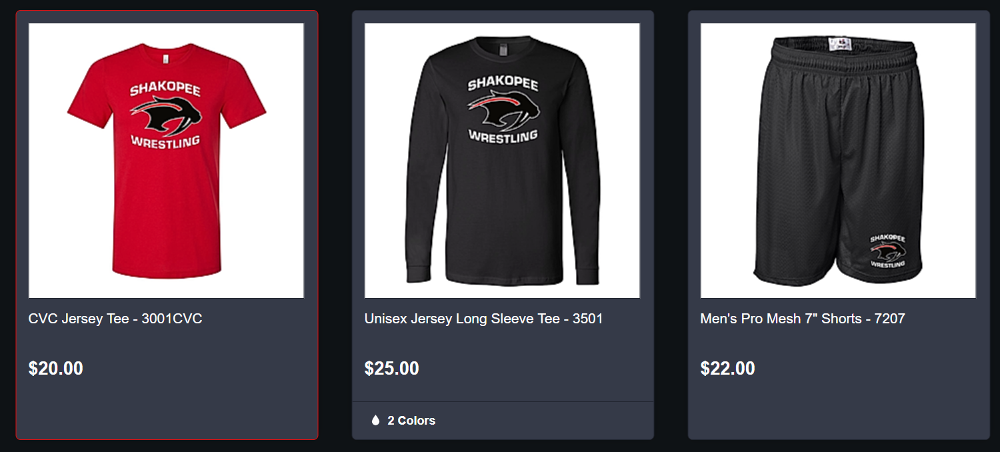 SHAKOPEE
WRESTLING
CVC Jersey Tee - 3001CVC
$20.00
SHAKOPEE
WRESTLING
Unisex Jersey Long Sleeve Tee - 3501
$25.00
2 Colors
SHAKOPEE
WRESTLING
Men's Pro Mesh 7" Shorts - 7207
$22.00